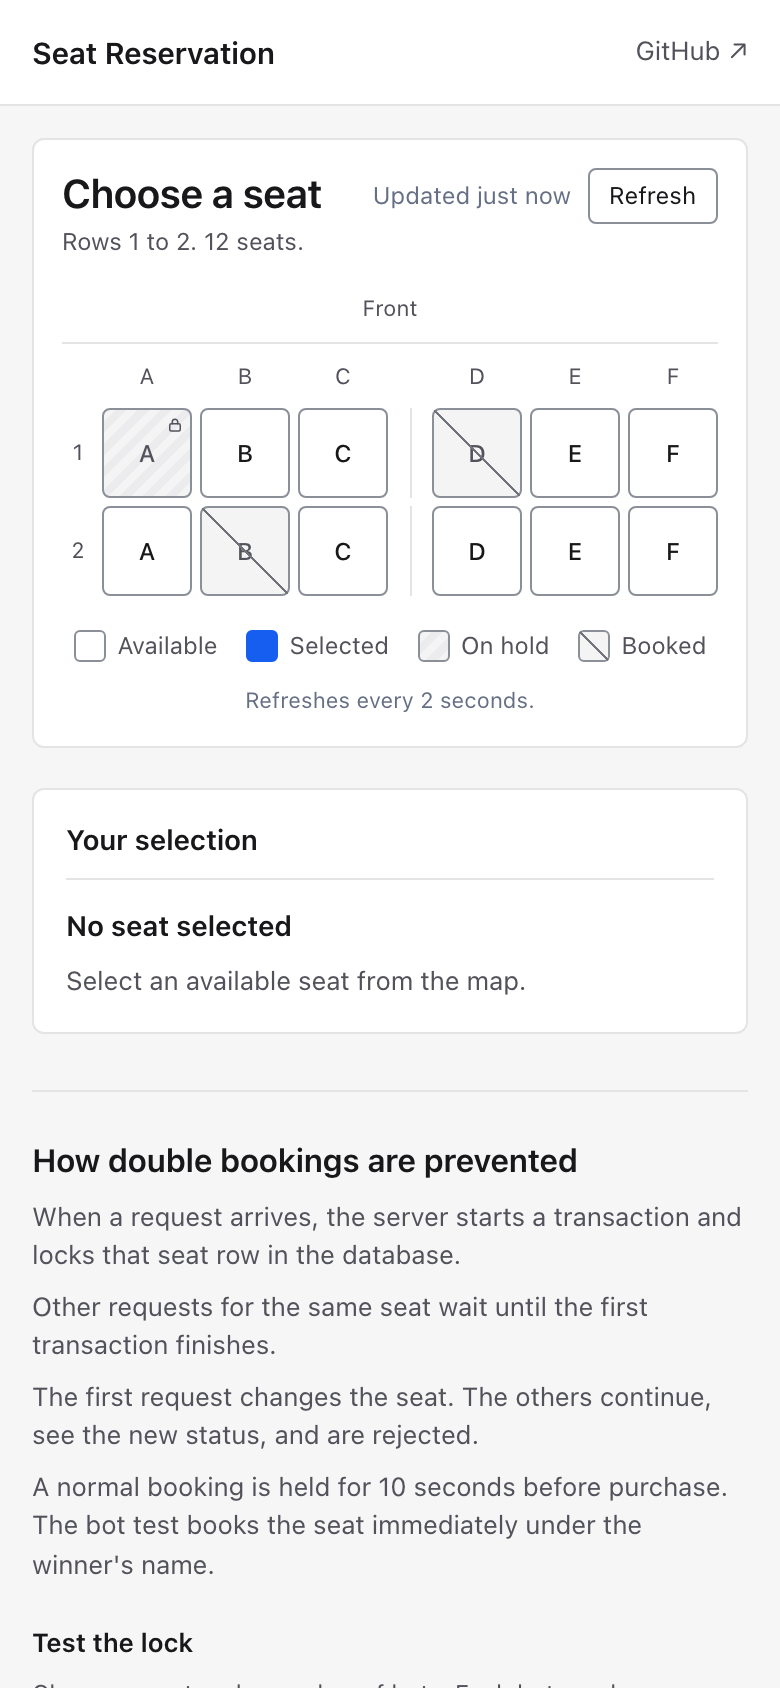 Seat Reservation
GitHub ↗
Choose a seat
Updated just now
Refresh
Rows 1 to 2. 12 seats.
Front
A B C D E F
1 A B C D E F
2 A B C D E F
Available Selected On hold Booked
Refreshes every 2 seconds.
Your selection
No seat selected
Select an available seat from the map.
How double bookings are prevented
When a request arrives, the server starts a transaction and
locks that seat row in the database.
Other requests for the same seat wait until the first
transaction finishes.
The first request changes the seat. The others continue,
see the new status, and are rejected.
A normal booking is held for 10 seconds before purchase.
The bot test books the seat immediately under the
winner's name.
Test the lock